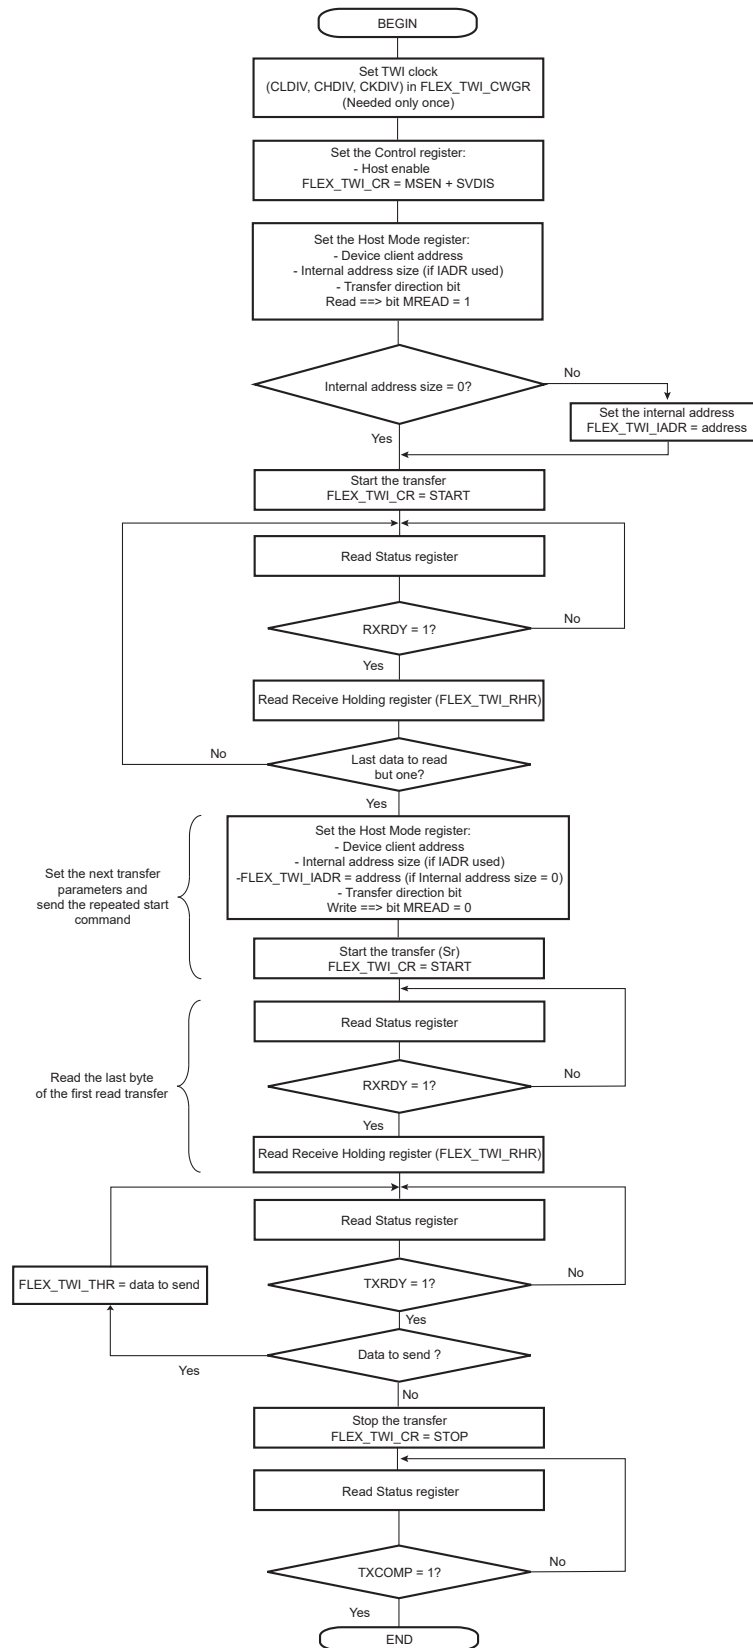 BEGIN
Set TWI clock
(CLDIV, CHDIV, CKDIV) in FLEX_TWI_CWGR
(Needed only once)
Set the Control register:
- Host enable
FLEX_TWI_CR = MSEN + SVDIS
Set the Host Mode register:
- Device client address
- Internal address size (if IADR used)
- Transfer direction bit
Read ==> bit MREAD = 1
Internal address size = 0?
No
Set the internal address
FLEX_TWI_IADR = address
Yes
Start the transfer
FLEX_TWI_CR = START
Read Status register
RXRDY = 1?
No
Yes
Read Receive Holding register (FLEX_TWI_RHR)
No
Last data to read
but one?
Yes
Set the next transfer
parameters and
send the repeated start
command
Set the Host Mode register:
- Device client address
- Internal address size (if IADR used)
-FLEX_TWI_IADR = address (if Internal address size = 0)
- Transfer direction bit
Write ==> bit MREAD = 0
Start the transfer (Sr)
FLEX_TWI_CR = START
Read the last byte
of the first read transfer
Read Status register
RXRDY = 1?
No
Yes
Read Receive Holding register (FLEX_TWI_RHR)
Read Status register
FLEX_TWI_THR = data to send
TXRDY = 1?
No
Yes
Data to send ?
Yes
No
Stop the transfer
FLEX_TWI_CR = STOP
Read Status register
TXCOMP = 1?
No
Yes
END